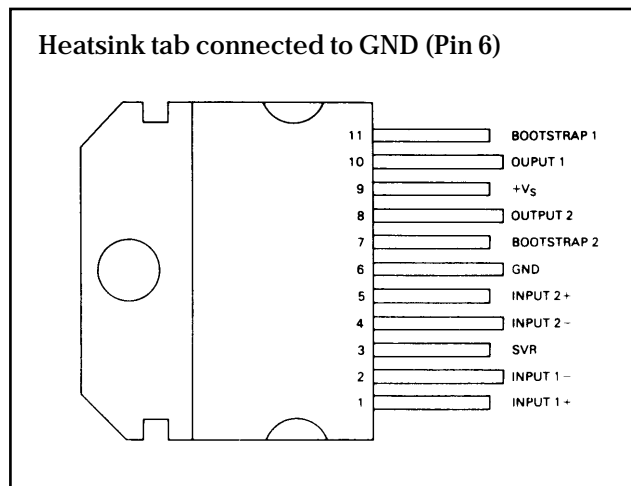 Heatsink tab connected to GND (Pin 6)
11 BOOTSTRAP 1
10 OUPUT 1
9 +VS
8 OUTPUT 2
7 BOOTSTRAP 2
6 GND
5 INPUT 2+
4 INPUT 2−
3 SVR
2 INPUT 1−
1 INPUT 1+